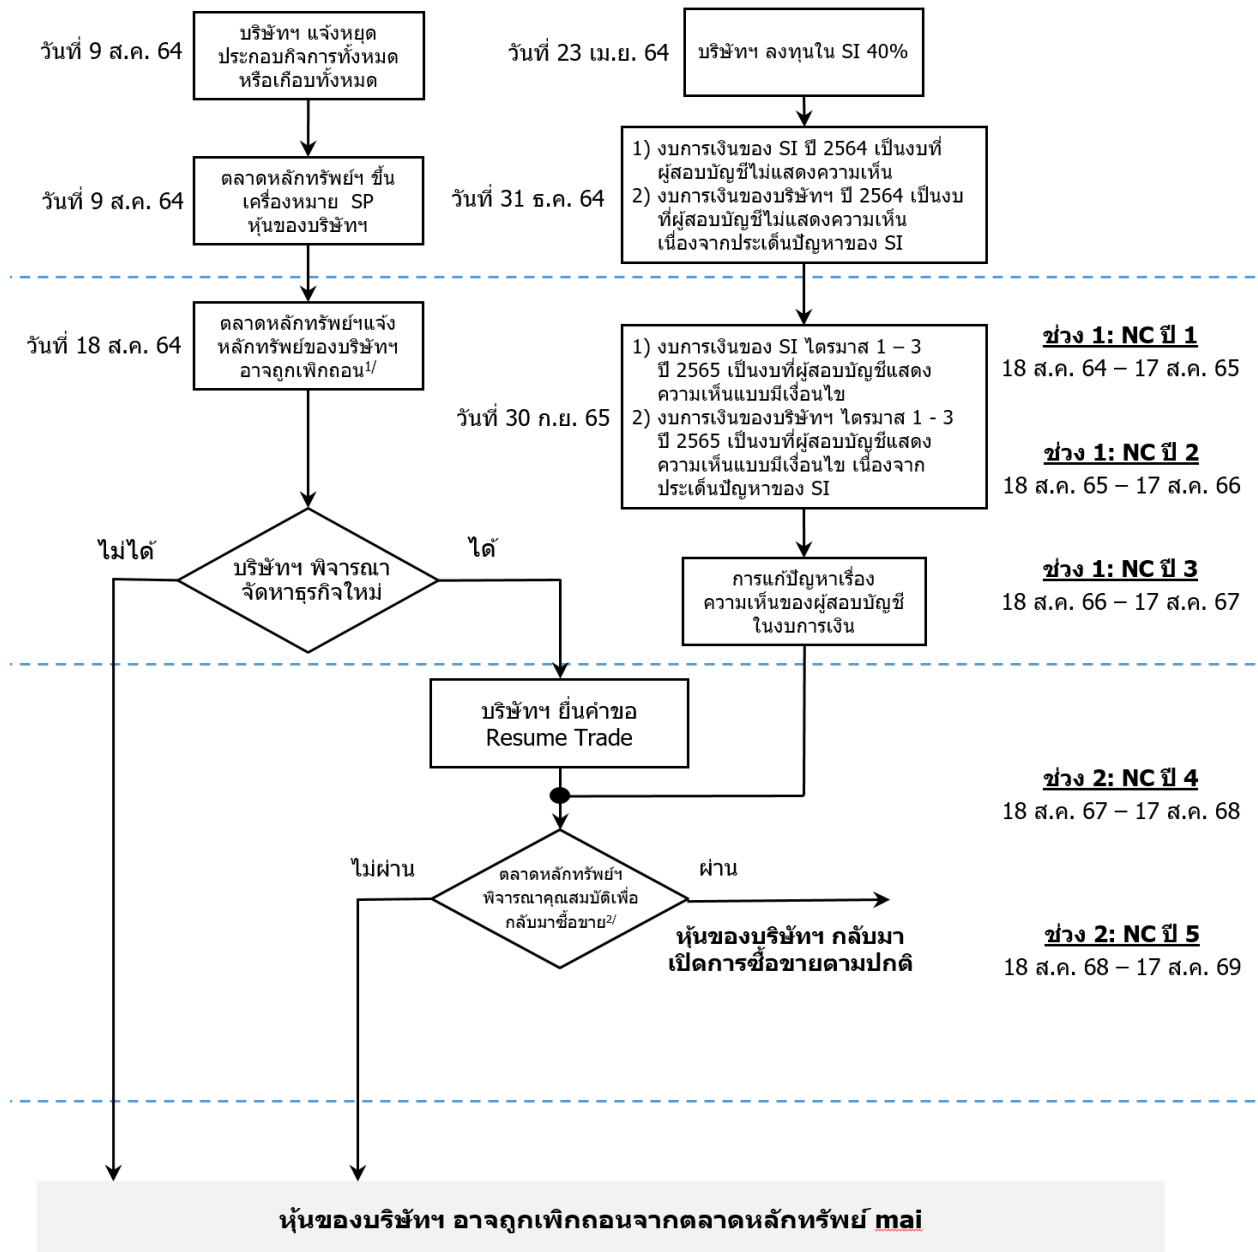 วันที่ 9 ส.ค. 64
บริษัทฯ แจ้งหยุด
ประกอบกิจการทั้งหมด
หรือเกือบทั้งหมด
วันที่ 23 เม.ย. 64
บริษัทฯ ลงทุนใน SI 40%
วันที่ 9 ส.ค. 64
ตลาดหลักทรัพย์ฯ ขึ้น
เครื่องหมาย SP
หุ้นของบริษัทฯ
วันที่ 31 ธ.ค. 64
1) งบการเงินของ SI ปี 2564 เป็นงบที่
ผู้สอบบัญชีไม่แสดงความเห็น
2) งบการเงินของบริษัทฯ ปี 2564 เป็นงบ
ที่ผู้สอบบัญชีไม่แสดงความเห็น
เนื่องจากประเด็นปัญหาของ SI
วันที่ 18 ส.ค. 64
ตลาดหลักทรัพย์ฯแจ้ง
หลักทรัพย์ของบริษัทฯ
อาจถูกเพิกถอน1/
วันที่ 30 ก.ย. 65
1) งบการเงินของ SI ไตรมาส 1 – 3
ปี 2565 เป็นงบที่ผู้สอบบัญชีแสดง
ความเห็นแบบมีเงื่อนไข
2) งบการเงินของบริษัทฯ ไตรมาส 1 - 3
ปี 2565 เป็นงบที่ผู้สอบบัญชีแสดง
ความเห็นแบบมีเงื่อนไข เนื่องจาก
ประเด็นปัญหาของ SI
ช่วง 1: NC ปี 1
18 ส.ค. 64 – 17 ส.ค. 65
ช่วง 1: NC ปี 2
18 ส.ค. 65 – 17 ส.ค. 66
ไม่ได้
บริษัทฯ พิจารณา
จัดหาธุรกิจใหม่
ได้
การแก้ปัญหาเรื่อง
ความเห็นของผู้สอบบัญชี
ในงบการเงิน
ช่วง 1: NC ปี 3
18 ส.ค. 66 – 17 ส.ค. 67
บริษัทฯ ยื่นคำขอ
Resume Trade
ช่วง 2: NC ปี 4
18 ส.ค. 67 – 17 ส.ค. 68
ไม่ผ่าน
ตลาดหลักทรัพย์ฯ
พิจารณาคุณสมบัติเพื่อ
กลับมาซื้อขาย2/
ผ่าน
หุ้นของบริษัทฯ กลับมา
เปิดการซื้อขายตามปกติ
ช่วง 2: NC ปี 5
18 ส.ค. 68 – 17 ส.ค. 69
หุ้นของบริษัทฯ อาจถูกเพิกถอนจากตลาดหลักทรัพย์ mai